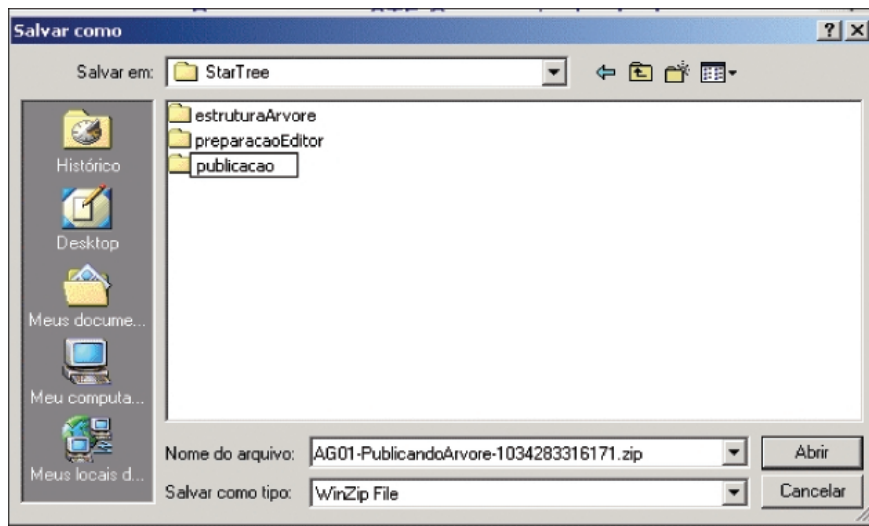 Salvar como
Salvar em: StarTree
estruturaArvore
preparacaoEditor
publicacao
Histórico
Desktop
Meus docume...
Meu computa...
Meus locais d...
Nome do arquivo: AG01-PublicandoArvore-1034283316171.zip Abrir
Salvar como tipo: WinZip File Cancelar